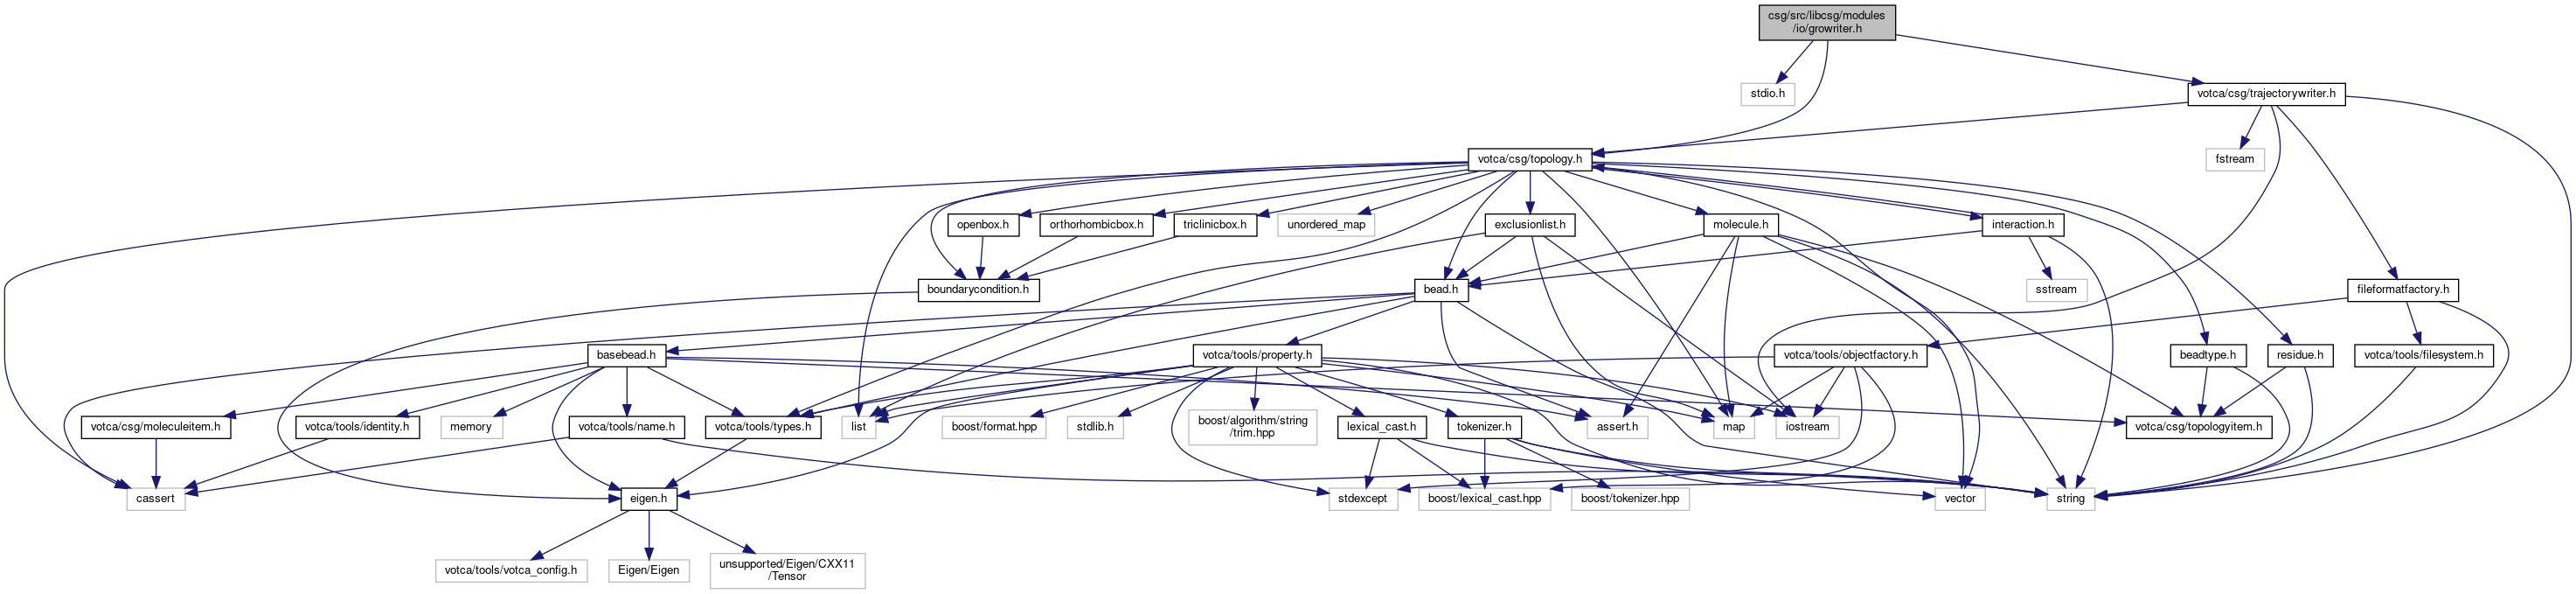 csg/src/libcsg/modules
/io/growriter.h
stdio.h
votca/csg/trajectorywriter.h
votca/csg/topology.h
fstream
openbox.h
orthorhombicbox.h
triclinicbox.h
unordered_map
exclusionlist.h
molecule.h
interaction.h
boundarycondition.h
bead.h
sstream
fileformatfactory.h
basebead.h
votca/tools/property.h
votca/tools/objectfactory.h
beadtype.h
residue.h
votca/tools/filesystem.h
votca/csg/moleculeitem.h
votca/tools/identity.h
memory
votca/tools/name.h
votca/tools/types.h
list
boost/format.hpp
stdlib.h
boost/algorithm/string
/trim.hpp
lexical_cast.h
tokenizer.h
assert.h
map
iostream
votca/csg/topologyitem.h
cassert
eigen.h
stdexcept
boost/lexical_cast.hpp
boost/tokenizer.hpp
vector
string
votca/tools/votca_config.h
Eigen/Eigen
unsupported/Eigen/CXX11
/Tensor